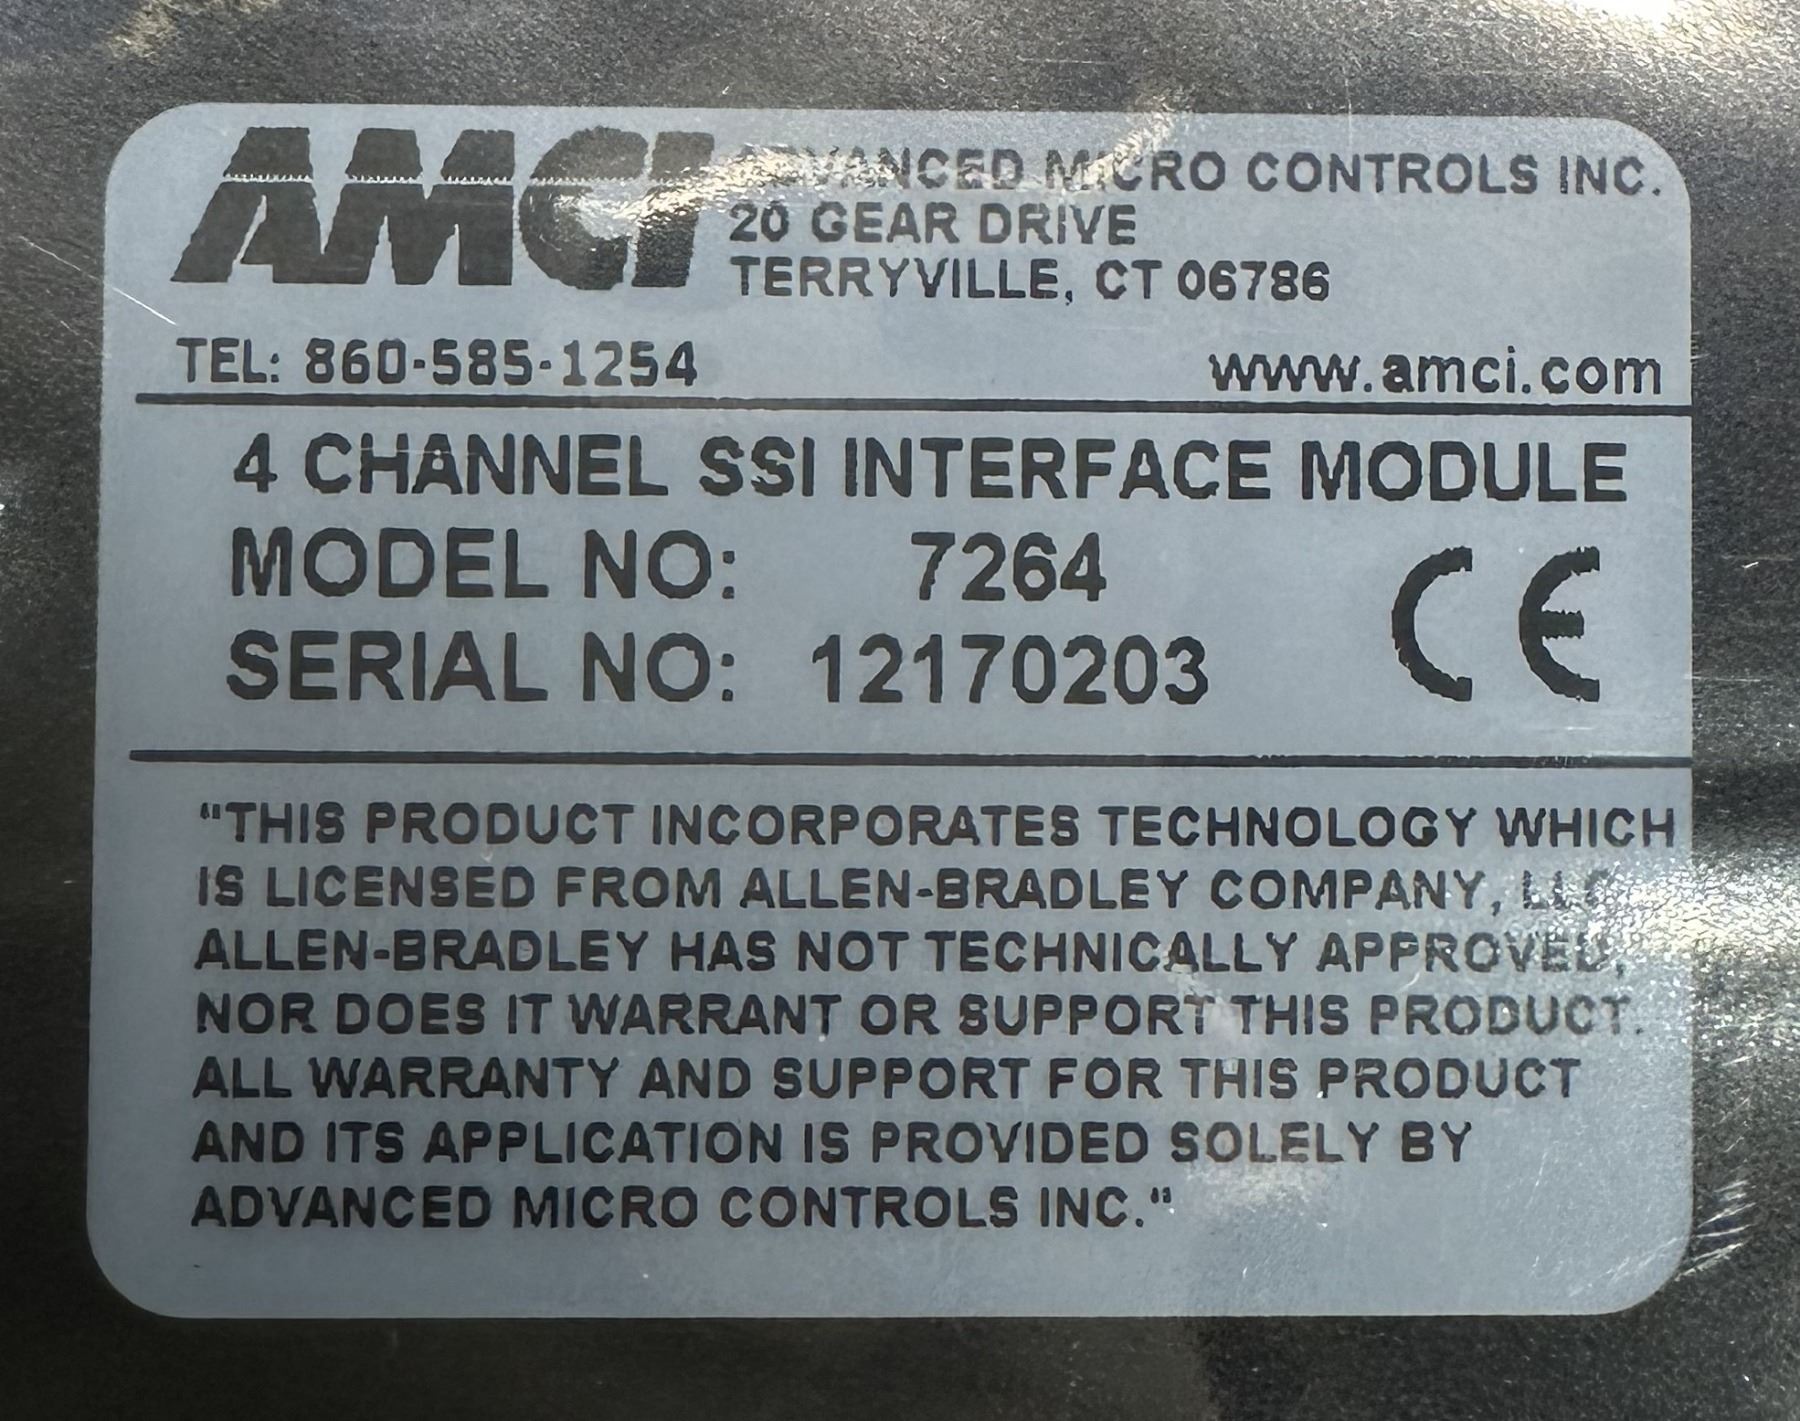 AMCI
ADVANCED MICRO CONTROLS INC.
20 GEAR DRIVE
TERRYVILLE, CT 06786
TEL: 860-585-1254
www.amci.com
4 CHANNEL SSI INTERFACE MODULE
MODEL NO: 7264
SERIAL NO: 12170203
CE
"THIS PRODUCT INCORPORATES TECHNOLOGY WHICH
IS LICENSED FROM ALLEN-BRADLEY COMPANY, LLC
ALLEN-BRADLEY HAS NOT TECHNICALLY APPROVED,
NOR DOES IT WARRANT OR SUPPORT THIS PRODUCT.
ALL WARRANTY AND SUPPORT FOR THIS PRODUCT
AND ITS APPLICATION IS PROVIDED SOLELY BY
ADVANCED MICRO CONTROLS INC."